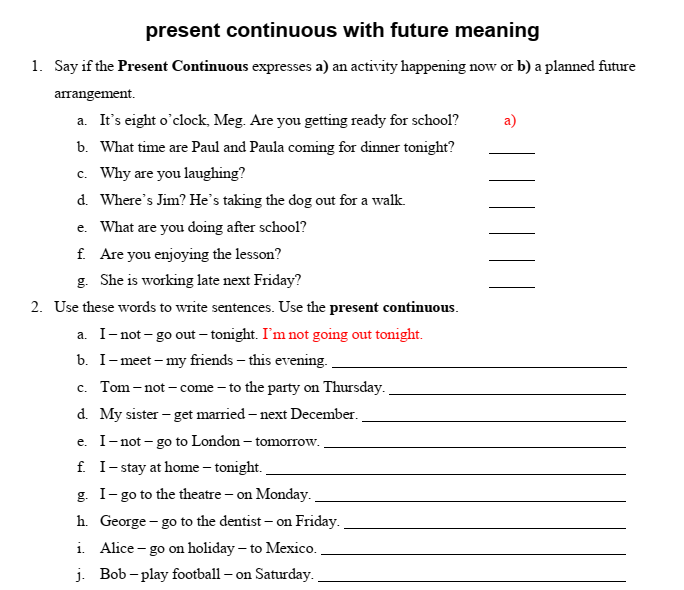 present continuous with future meaning
1. Say if the Present Continuous expresses a) an activity happening now or b) a planned future
arrangement.
a. It's eight o'clock, Meg. Are you getting ready for school? a)
b. What time are Paul and Paula coming for dinner tonight? ______
c. Why are you laughing? ______
d. Where's Jim? He's taking the dog out for a walk. ______
e. What are you doing after school? ______
f. Are you enjoying the lesson? ______
g. She is working late next Friday? ______
2. Use these words to write sentences. Use the present continuous.
a. I – not – go out – tonight. I'm not going out tonight.
b. I – meet – my friends – this evening. ______
c. Tom – not – come – to the party on Thursday. ______
d. My sister – get married – next December. ______
e. I – not – go to London – tomorrow. ______
f. I – stay at home – tonight. ______
g. I – go to the theatre – on Monday. ______
h. George – go to the dentist – on Friday. ______
i. Alice – go on holiday – to Mexico. ______
j. Bob – play football – on Saturday. ______